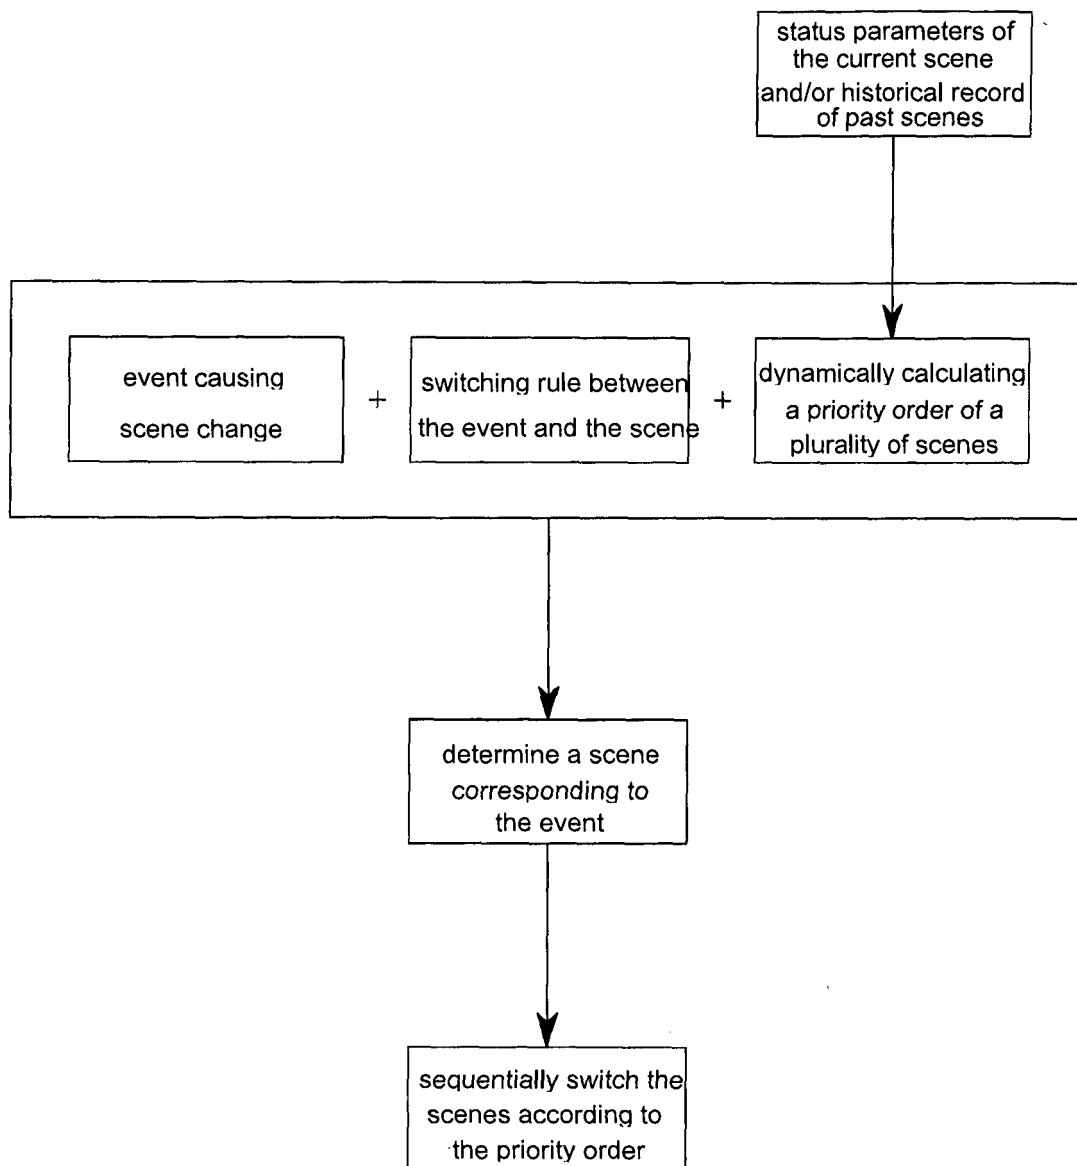 status parameters of
the current scene
and/or historical record
of past scenes
event causing
scene change
+
switching rule between
the event and the scene
+
dynamically calculating
a priority order of a
plurality of scenes
determine a scene
corresponding to
the event
sequentially switch the
scenes according to
the priority order